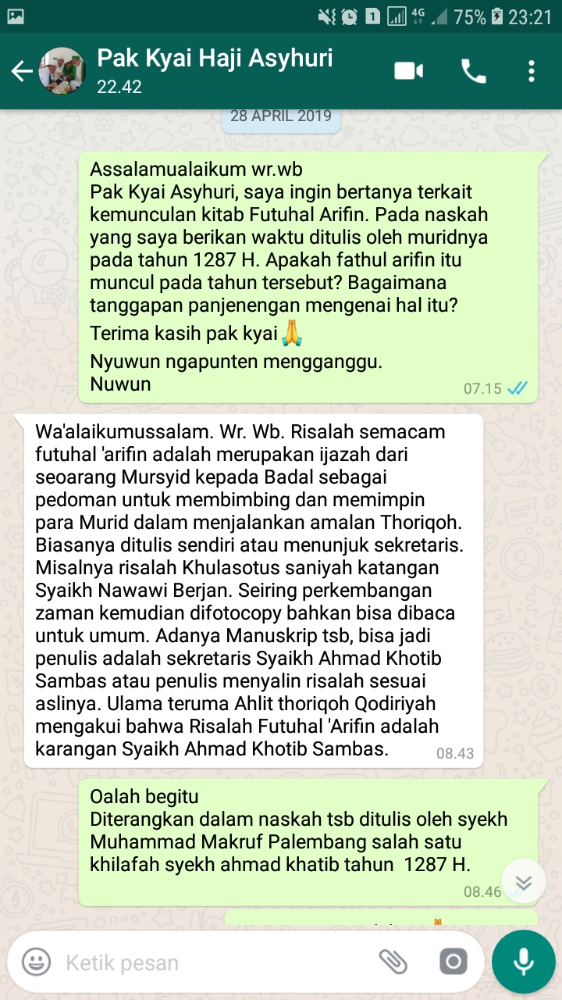 1 4G 75% 23:21
Pak Kyai Haji Asyhuri
22.42
28 APRIL 2019
Assalamualaikum wr.wb
Pak Kyai Asyhuri, saya ingin bertanya terkait
kemunculan kitab Futuhal Arifin. Pada naskah
yang saya berikan waktu ditulis oleh muridnya
pada tahun 1287 H. Apakah fathul arifin itu
muncul pada tahun tersebut? Bagaimana
tanggapan panjenengan mengenai hal itu?
Terima kasih pak kyai🙏
Nyuwun ngapunten mengganggu.
Nuwun
07.15
Wa'alaikumussalam. Wr. Wb. Risalah semacam
futuhal 'arifin adalah merupakan ijazah dari
seoarang Mursyid kepada Badal sebagai
pedoman untuk membimbing dan memimpin
para Murid dalam menjalankan amalan Thoriqoh.
Biasanya ditulis sendiri atau menunjuk sekretaris.
Misalnya risalah Khulasotus saniyah katangan
Syaikh Nawawi Berjan. Seiring perkembangan
zaman kemudian difotocopy bahkan bisa dibaca
untuk umum. Adanya Manuskrip tsb, bisa jadi
penulis adalah sekretaris Syaikh Ahmad Khotib
Sambas atau penulis menyalin risalah sesuai
aslinya. Ulama teruma Ahlit thoriqoh Qodiriyah
mengakui bahwa Risalah Futuhal 'Arifin adalah
karangan Syaikh Ahmad Khotib Sambas.
08.43
Oalah begitu
Diterangkan dalam naskah tsb ditulis oleh syekh
Muhammad Makruf Palembang salah satu
khilafah syekh ahmad khatib tahun  1287 H.
08.46
Ketik pesan